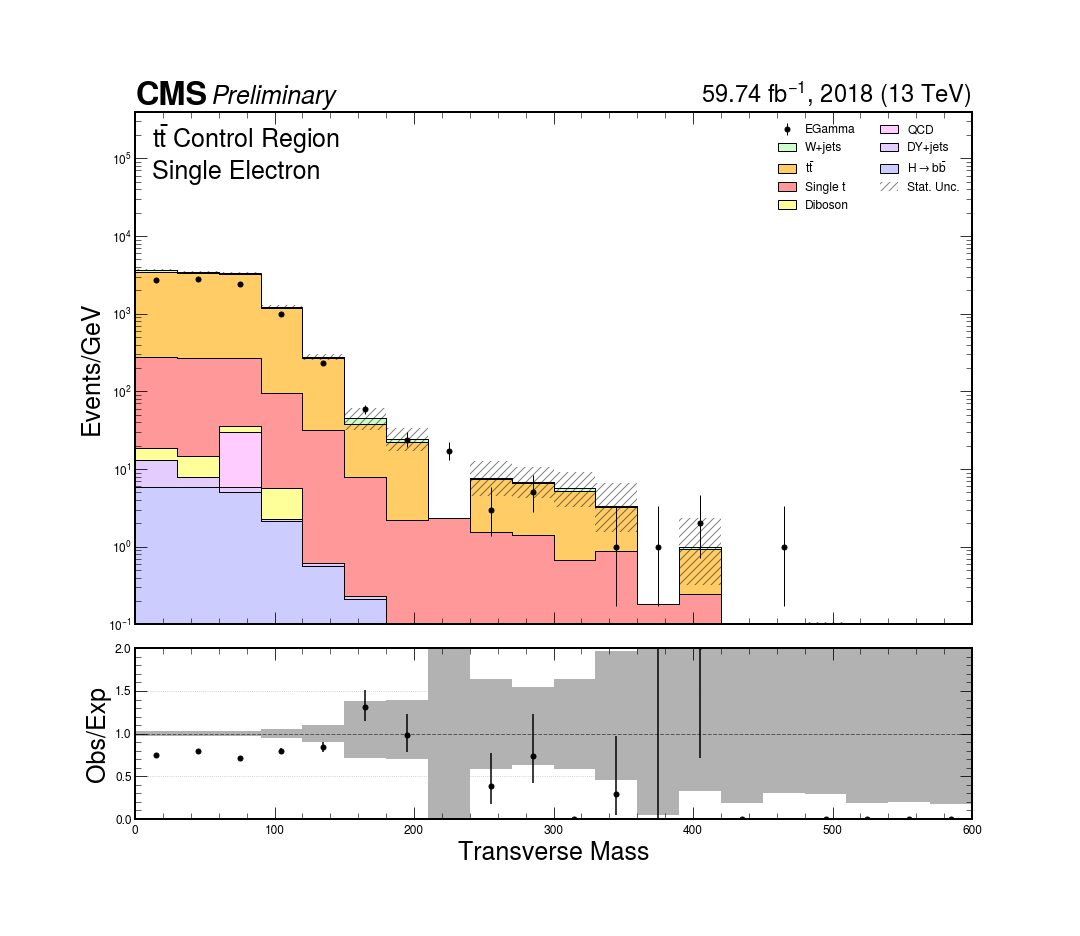 CMS Preliminary
59.74 fb⁻¹, 2018 (13 TeV)
tt̄ Control Region
Single Electron
EGamma
W+jets
tt̄
Single t
Diboson
QCD
DY+jets
H→bb̄
Stat. Unc.
Events/GeV
10⁵
10⁴
10³
10²
10¹
10⁰
10⁻¹
Obs/Exp
2.0
1.5
1.0
0.5
0.0
0 100 200 300 400 500 600
Transverse Mass